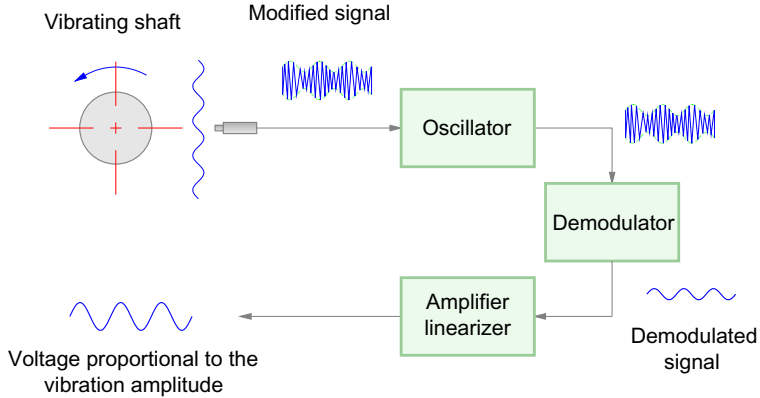 Vibrating shaft
Modified signal
Oscillator
Demodulator
Amplifier
linearizer
Demodulated
signal
Voltage proportional to the
vibration amplitude